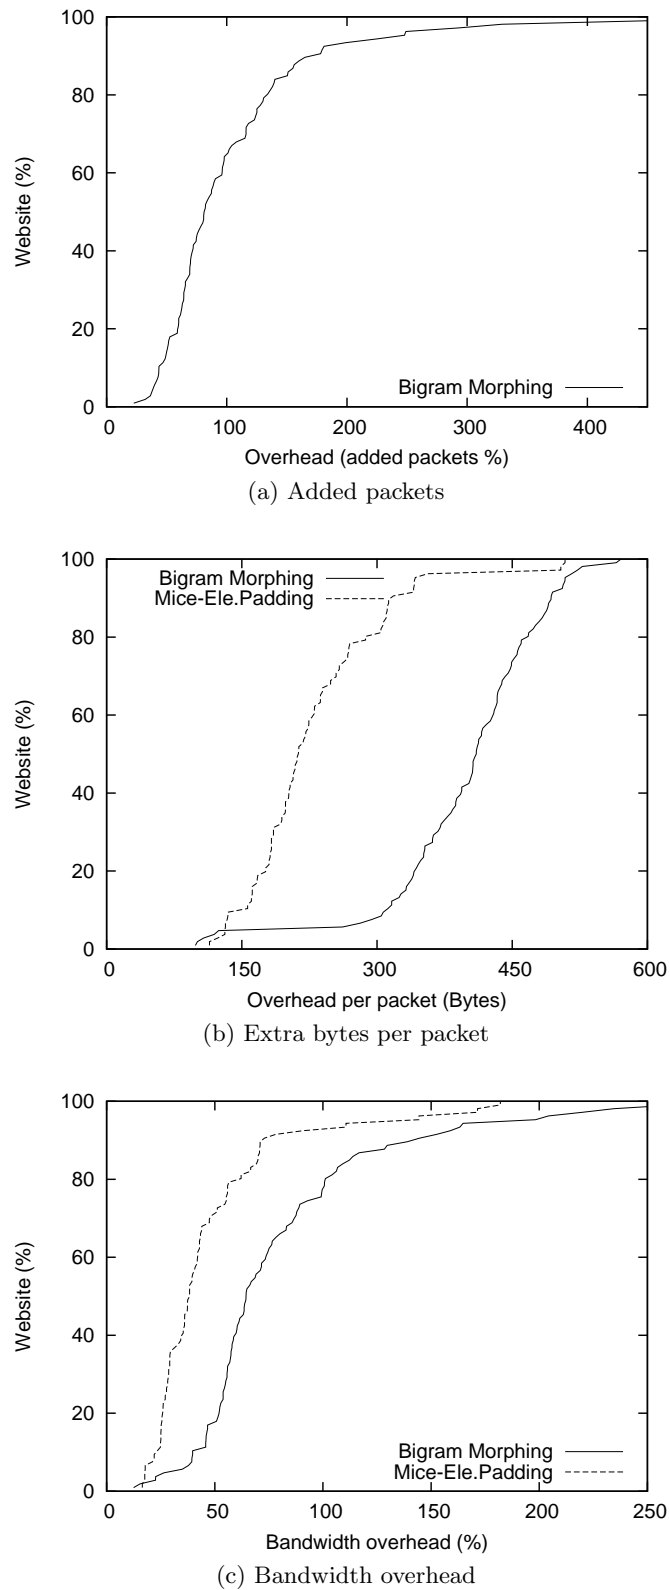 100
80
60
40
20
0
Website (%)
Bigram Morphing
0 100 200 300 400
Overhead (added packets %)
(a) Added packets
100
80
60
40
20
0
Website (%)
Bigram Morphing
Mice-Ele.Padding
0 150 300 450 600
Overhead per packet (Bytes)
(b) Extra bytes per packet
100
80
60
40
20
0
Website (%)
Bigram Morphing
Mice-Ele.Padding
0 50 100 150 200 250
Bandwidth overhead (%)
(c) Bandwidth overhead